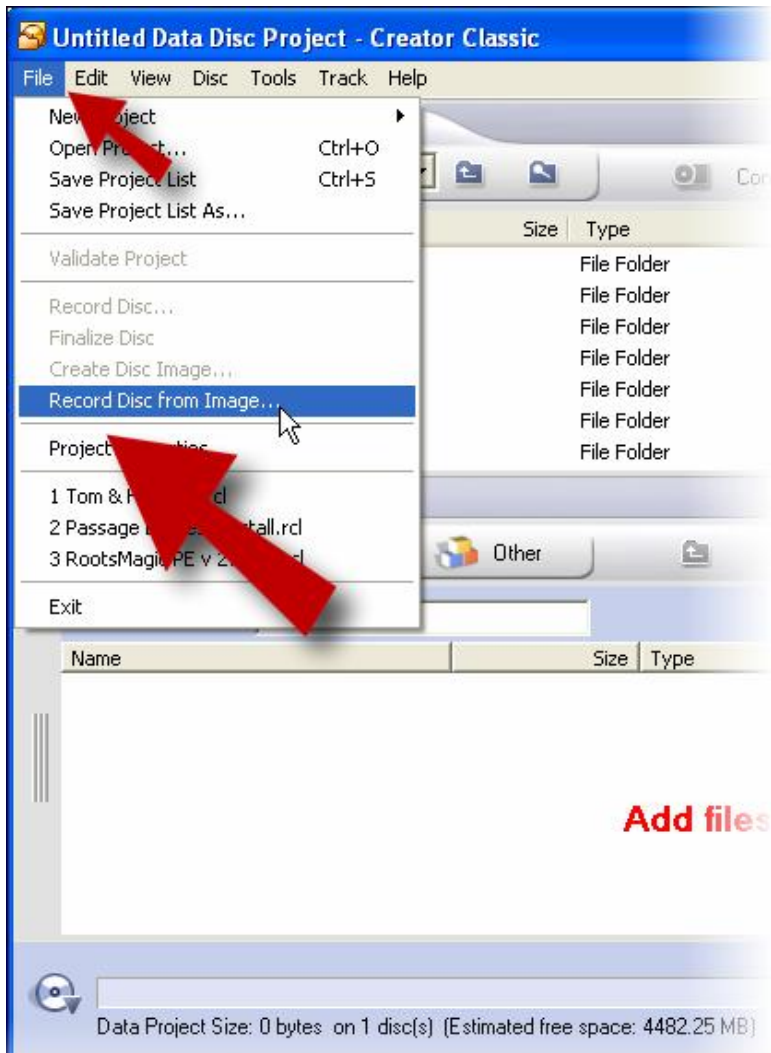 Untitled Data Disc Project - Creator Classic
File Edit View Disc Tools Track Help
New Project
Open Project... Ctrl+O
Save Project List Ctrl+S
Save Project List As...
Size Type
Validate Project
File Folder
File Folder
Record Disc...
File Folder
Finalize Disc
File Folder
Create Disc Image...
File Folder
Record Disc from Image...
File Folder
Project
File Folder
1 Tom &
2 Passage
3 RootsMagic PE v
Other
Exit
Name Size Type
Add files
Data Project Size: 0 bytes on 1 disc(s) (Estimated free space: 4482.25 MB)